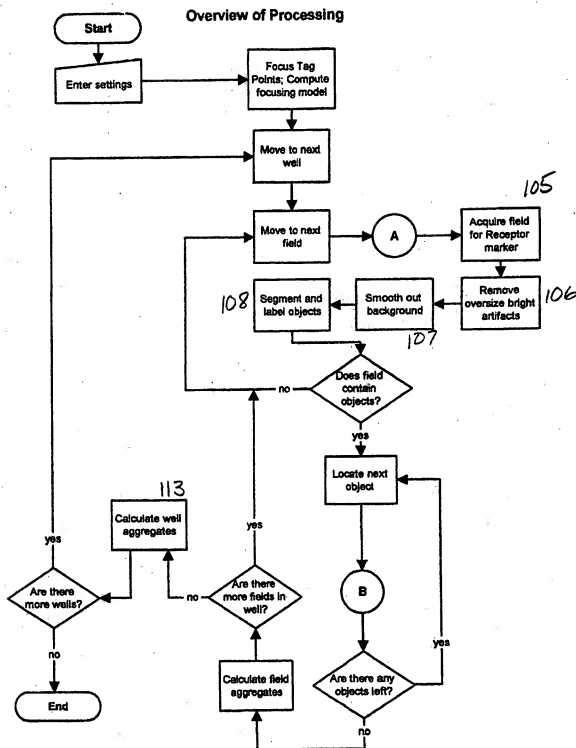 Overview of Processing
Start
Enter settings
Focus Tag
Points; Compute
focusing model
Move to next
well
Move to next
field
A
105
Acquire field
for Receptor
marker
Remove
oversize bright
artifacts
106
Smooth out
background
107
Segment and
label objects
108
Does field
contain
objects?
no
yes
Locate next
object
B
Are there any
objects left?
yes
no
Calculate field
aggregates
Are there
more fields in
well?
yes
no
113
Calculate well
aggregates
Are there
more wells?
yes
no
End